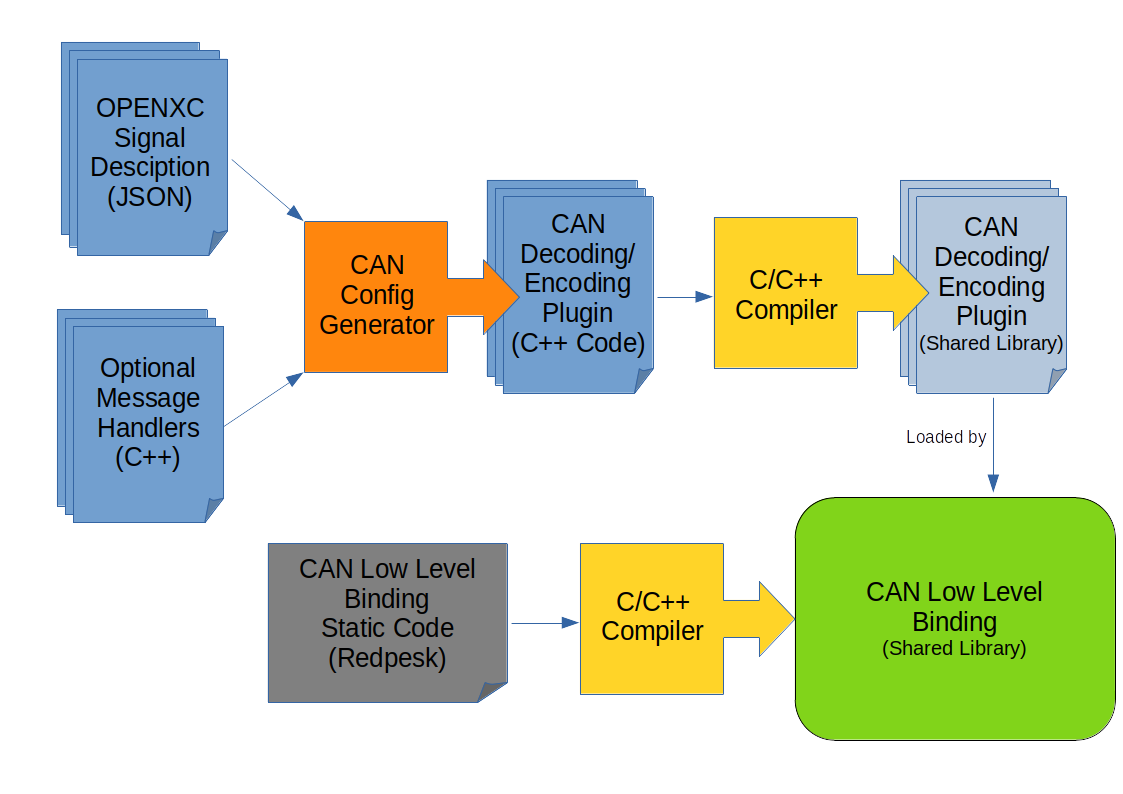 OPENXC
Signal
Desciption
(JSON)
Optional
Message
Handlers
(C++)
CAN
Config
Generator
CAN
Decoding/
Encoding
Plugin
(C++ Code)
C/C++
Compiler
CAN
Decoding/
Encoding
Plugin
(Shared Library)
Loaded by
CAN Low Level
Binding
Static Code
(Redpesk)
C/C++
Compiler
CAN Low Level
Binding
(Shared Library)